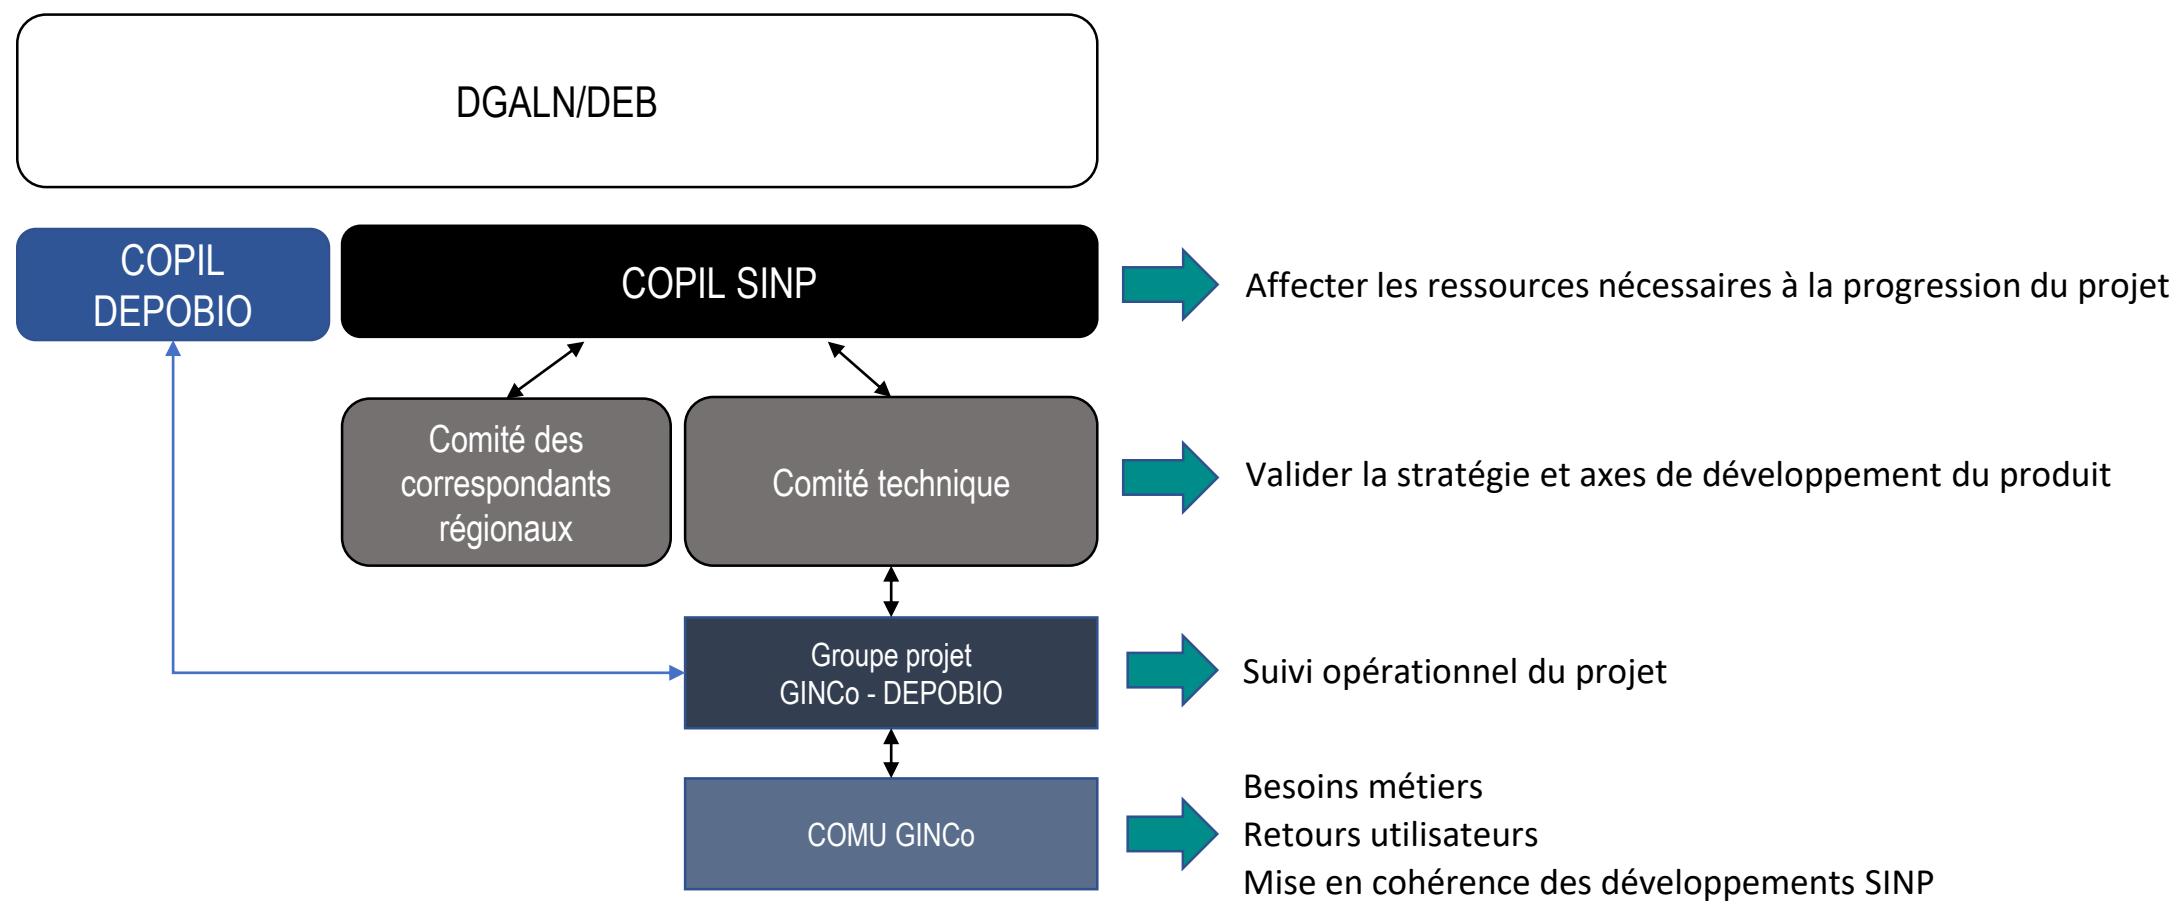 DGALN/DEB
COPIL
DEPOBIO
COPIL SINP
Affecter les ressources nécessaires à la progression du projet
Comité des
correspondants
régionaux
Comité technique
Valider la stratégie et axes de développement du produit
Groupe projet
GINCo - DEPOBIO
Suivi opérationnel du projet
COMU GINCo
Besoins métiers
Retours utilisateurs
Mise en cohérence des développements SINP